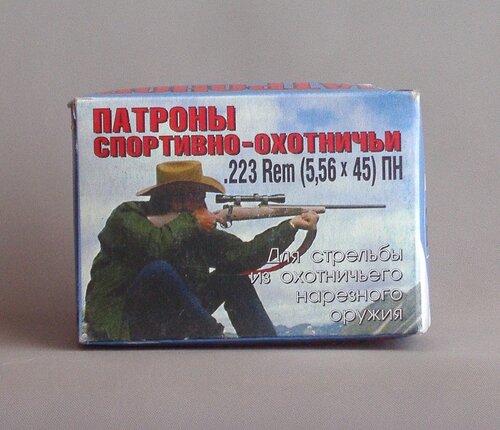 ПАТРОНЫ
СПОРТИВНО-ОХОТНИЧЬИ
.223 Rem (5,56 x 45) ПН
Для стрельбы
из охотничьего
нарезного
оружия